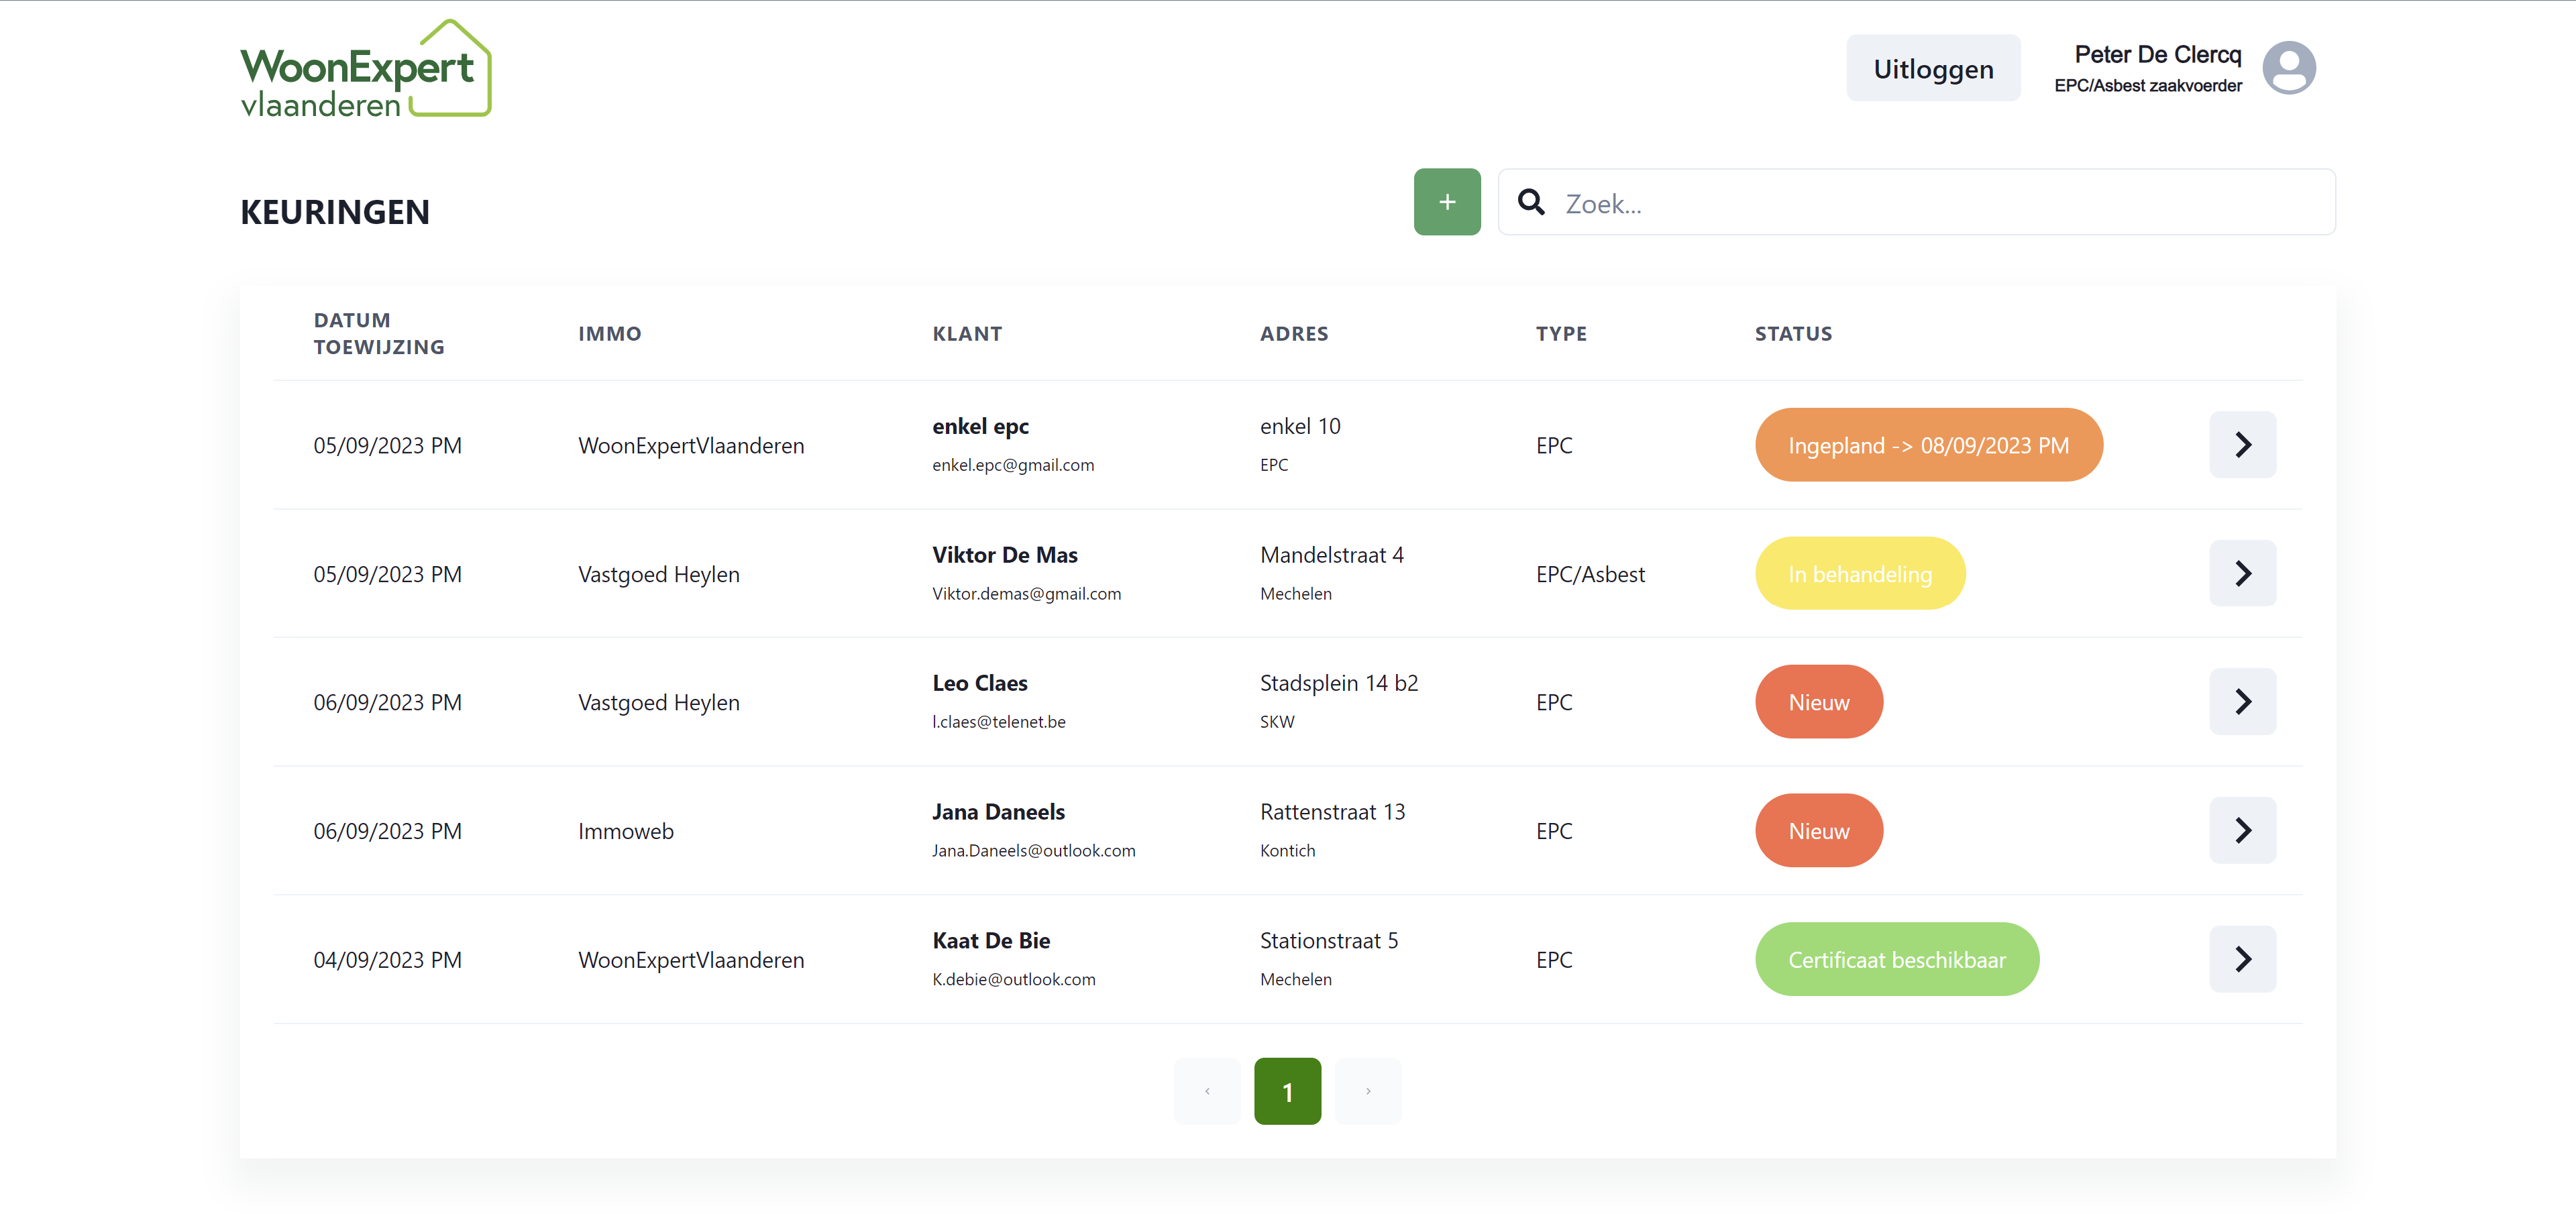 WoonExpert
vlaanderen
Uitloggen
Peter De Clercq
EPC/Asbest zaakvoerder
KEURINGEN
+
Zoek...
DATUM TOEWIJZING IMMO KLANT ADRES TYPE STATUS
05/09/2023 PM WoonExpertVlaanderen enkel epc enkel 10 EPC Ingepland -> 08/09/2023 PM
enkel.epc@gmail.com EPC
05/09/2023 PM Vastgoed Heylen Viktor De Mas Mandelstraat 4 EPC/Asbest In behandeling
Viktor.demas@gmail.com Mechelen
06/09/2023 PM Vastgoed Heylen Leo Claes Stadsplein 14 b2 EPC Nieuw
l.claes@telenet.be SKW
06/09/2023 PM Immoweb Jana Daneels Rattenstraat 13 EPC Nieuw
Jana.Daneels@outlook.com Kontich
04/09/2023 PM WoonExpertVlaanderen Kaat De Bie Stationstraat 5 EPC Certificaat beschikbaar
K.debie@outlook.com Mechelen
‹ 1 ›